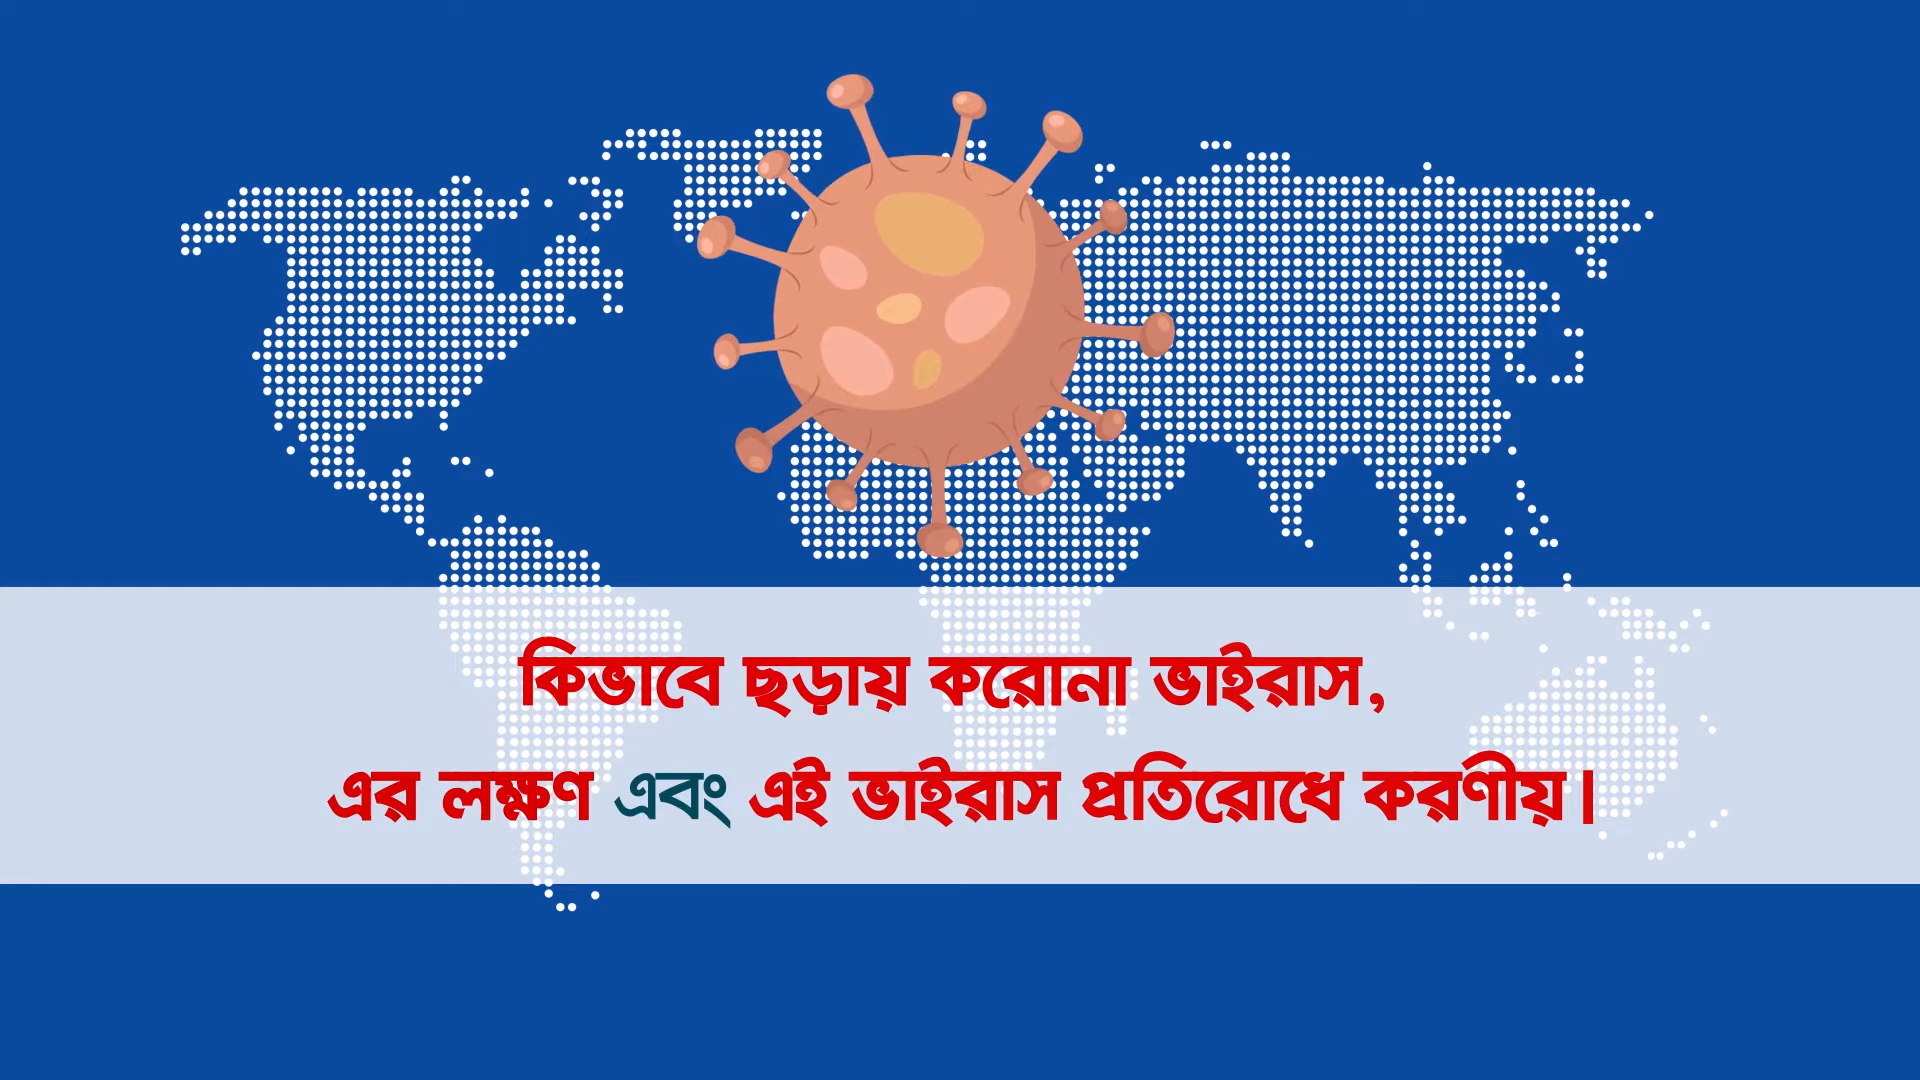 কিভাবে ছড়ায় করোনা ভাইরাস,
এর লক্ষণ এবং এই ভাইরাস প্রতিরোধে করণীয়।